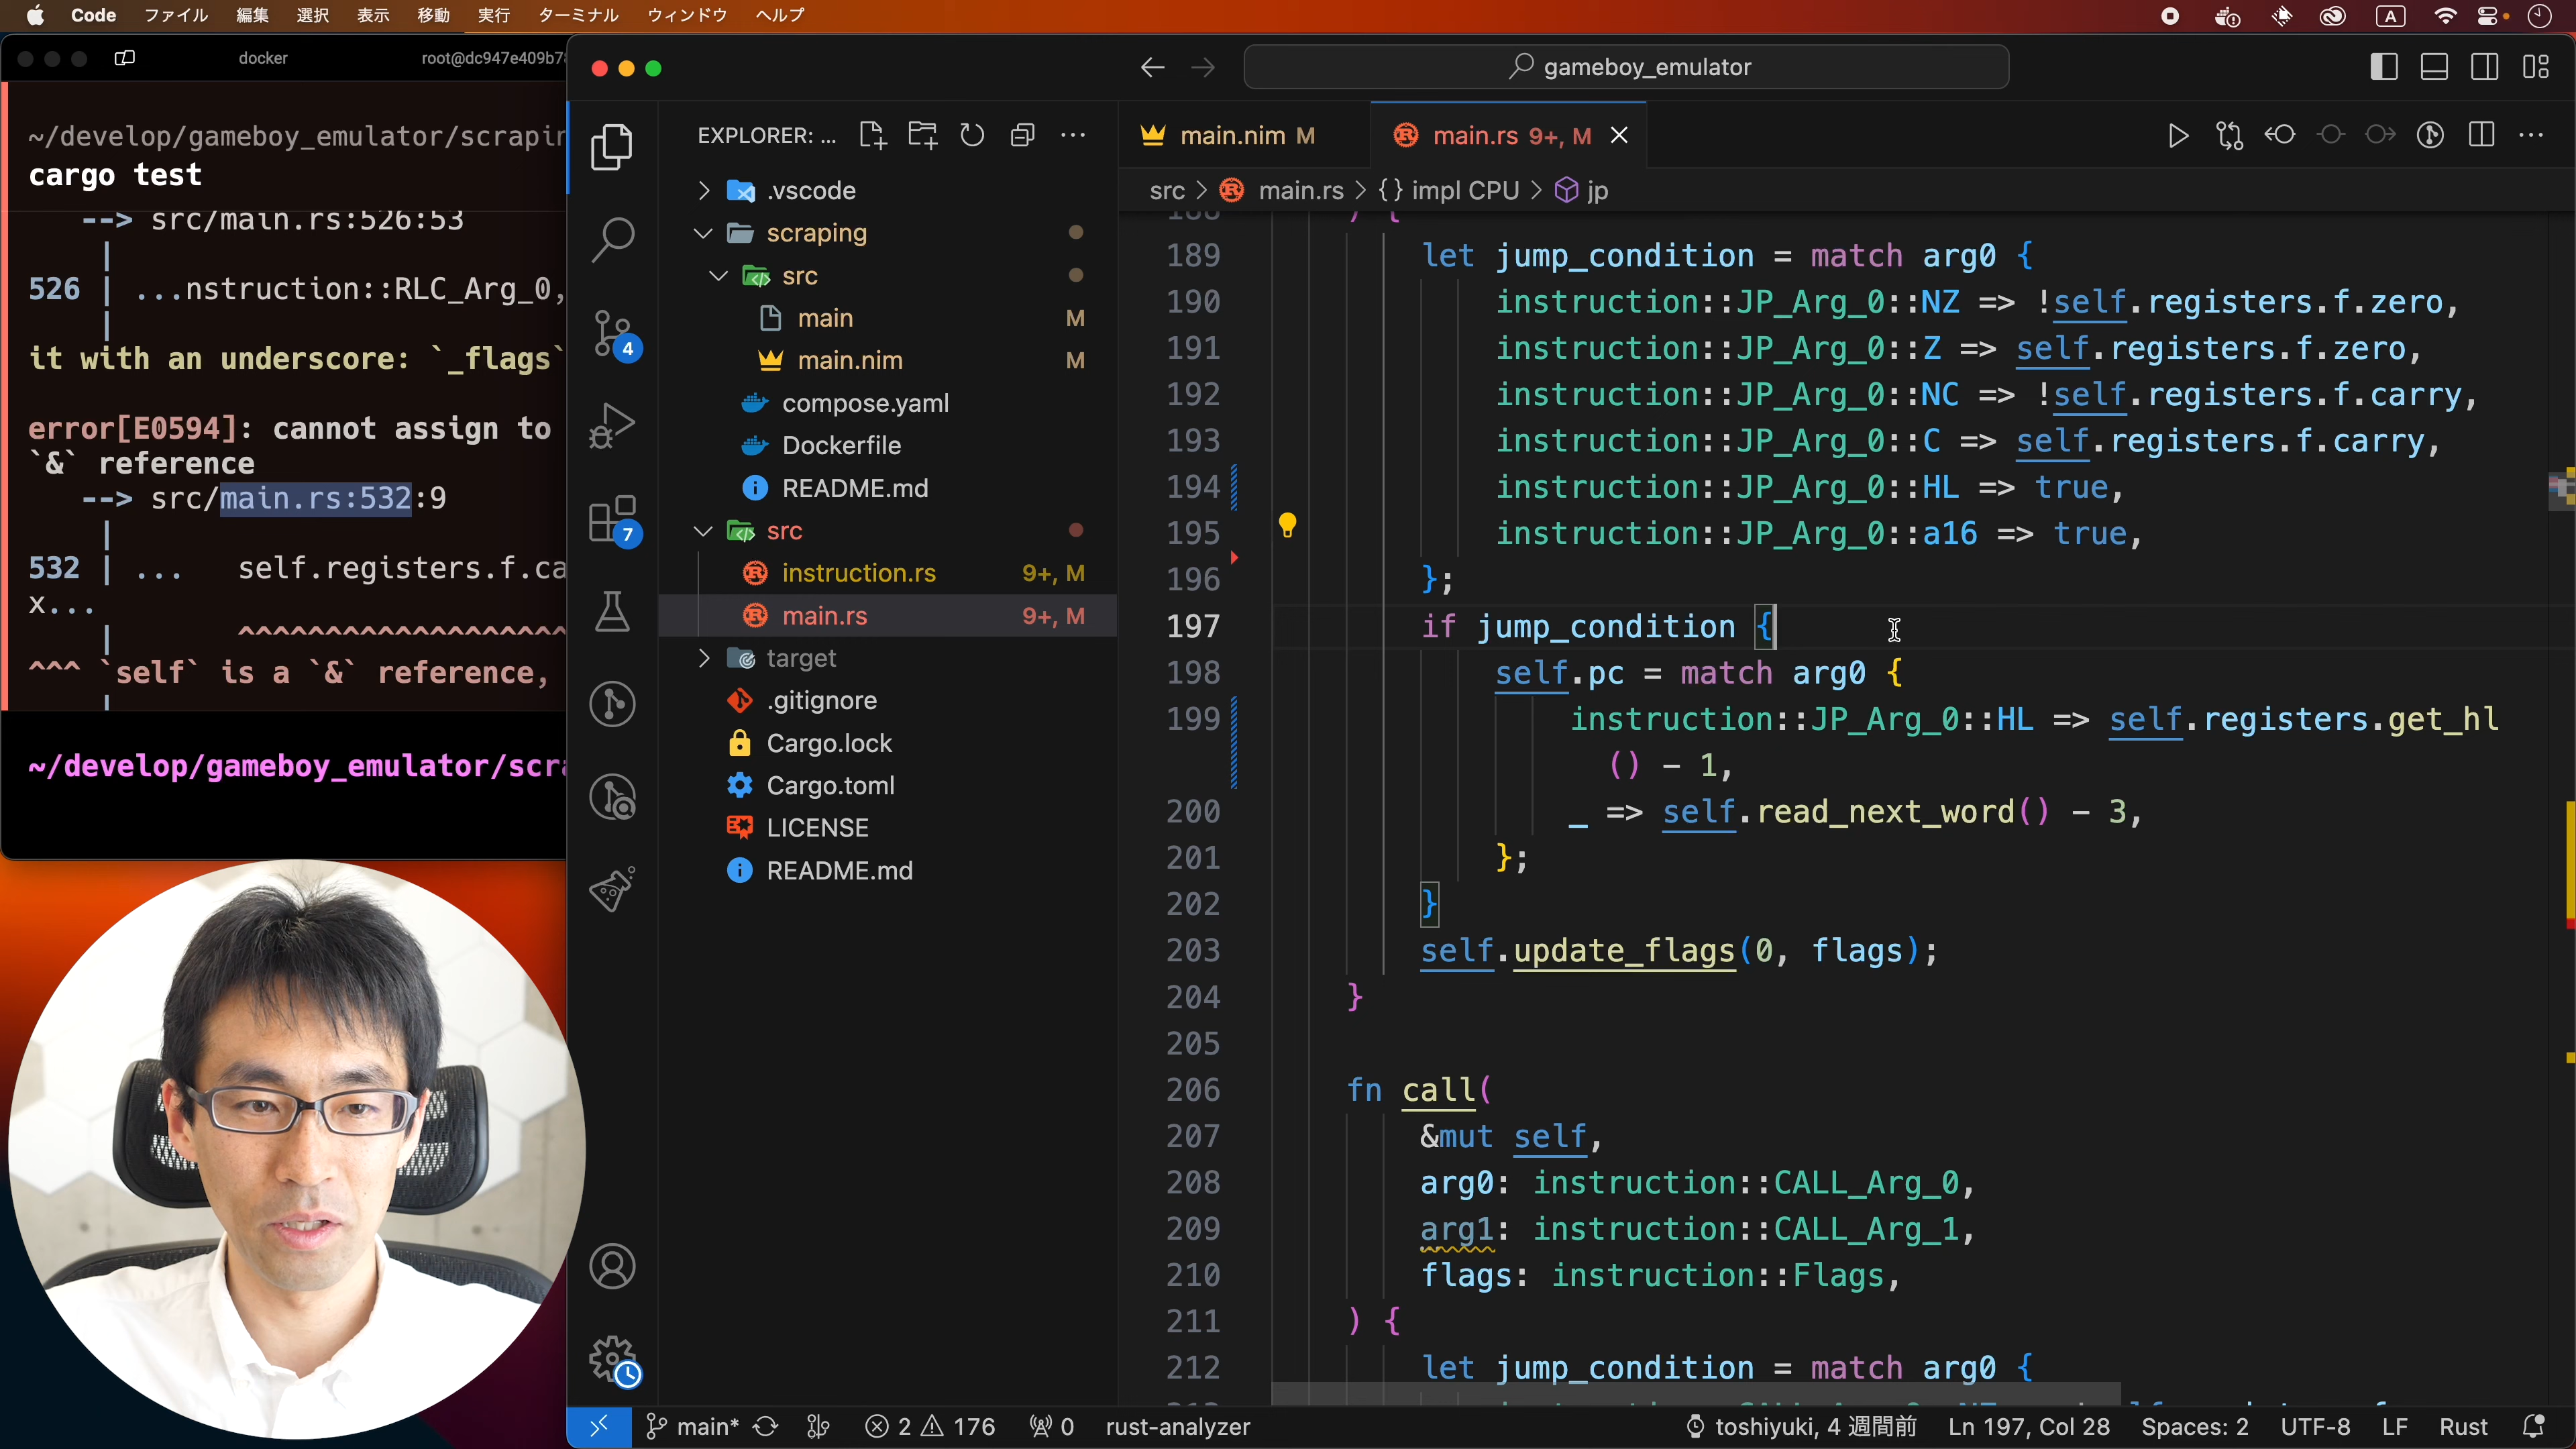 Code ファイル 編集 選択 表示 移動 実行 ターミナル ウィンドウ ヘルプ
A
docker root@dc947e409b7
~/develop/gameboy_emulator/scrapin
cargo test
--> src/main.rs:526:53
|
526 | ...nstruction::RLC_Arg_0,
|
it with an underscore: `_flags`
error[E0594]: cannot assign to
`&` reference
--> src/main.rs:532:9
|
532 | ... self.registers.f.ca
x...
| ^^^^^^^^^^^^^^^^^^
^^^ `self` is a `&` reference,
|
~/develop/gameboy_emulator/scra
gameboy_emulator
EXPLORER: ...
.vscode
scraping
src
main M
main.nim M
compose.yaml
Dockerfile
README.md
src
instruction.rs 9+, M
main.rs 9+, M
target
.gitignore
Cargo.lock
Cargo.toml
LICENSE
README.md
4
7
main.nim M
main.rs 9+, M
src > main.rs > {} impl CPU > jp
188 ) {
189 let jump_condition = match arg0 {
190 instruction::JP_Arg_0::NZ => !self.registers.f.zero,
191 instruction::JP_Arg_0::Z => self.registers.f.zero,
192 instruction::JP_Arg_0::NC => !self.registers.f.carry,
193 instruction::JP_Arg_0::C => self.registers.f.carry,
194 instruction::JP_Arg_0::HL => true,
195 instruction::JP_Arg_0::a16 => true,
196 };
197 if jump_condition {
198 self.pc = match arg0 {
199 instruction::JP_Arg_0::HL => self.registers.get_hl
() - 1,
200 _ => self.read_next_word() - 3,
201 };
202 }
203 self.update_flags(0, flags);
204 }
205
206 fn call(
207 &mut self,
208 arg0: instruction::CALL_Arg_0,
209 arg1: instruction::CALL_Arg_1,
210 flags: instruction::Flags,
211 ) {
212 let jump_condition = match arg0 {
main* 2 176 0 rust-analyzer toshiyuki, 4 週間前 Ln 197, Col 28 Spaces: 2 UTF-8 LF Rust